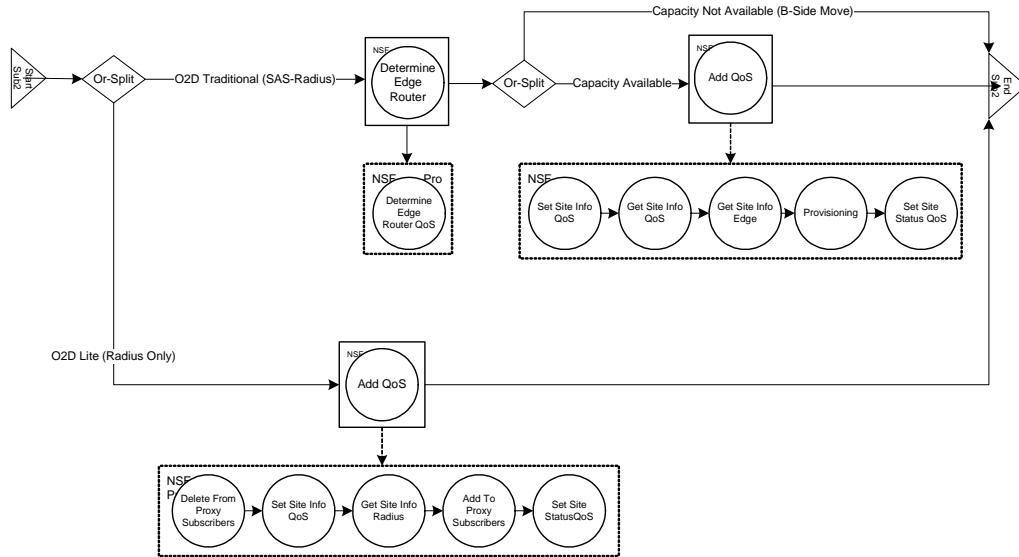 Capacity Not Available (B-Side Move)
Start
Sub2
Or-Split
O2D Traditional (SAS-Radius)
NSF
Determine
Edge
Router
Or-Split
Capacity Available
NSF
Add QoS
End
Sub 2
NSF Pro
Determine
Edge
Router QoS
NSF
Set Site Info
QoS
Get Site Info
QoS
Get Site Info
Edge
Provisioning
Set Site
Status QoS
O2D Lite (Radius Only)
NSF
Add QoS
NSF
Delete From
Proxy
Subscribers
Set Site Info
QoS
Get Site Info
Radius
Add To
Proxy
Subscribers
Set Site
StatusQoS